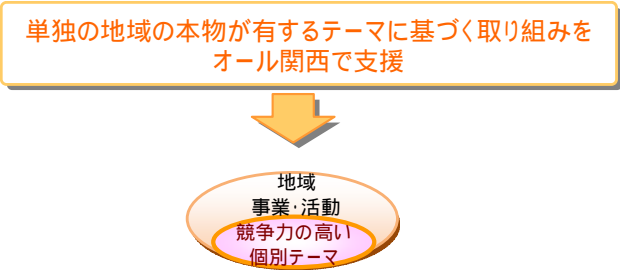 単独の地域の本物が有するテーマに基づく取り組みを
オール関西で支援
地域
事業・活動
競争力の高い
個別テーマ